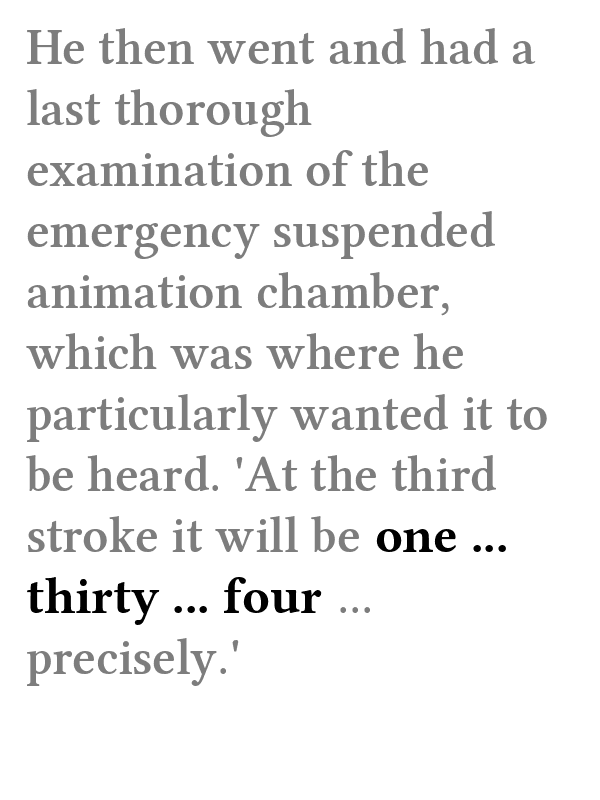 He then went and had a
last thorough
examination of the
emergency suspended
animation chamber,
which was where he
particularly wanted it to
be heard. 'At the third
stroke it will be one ...
thirty ... four ...
precisely.'